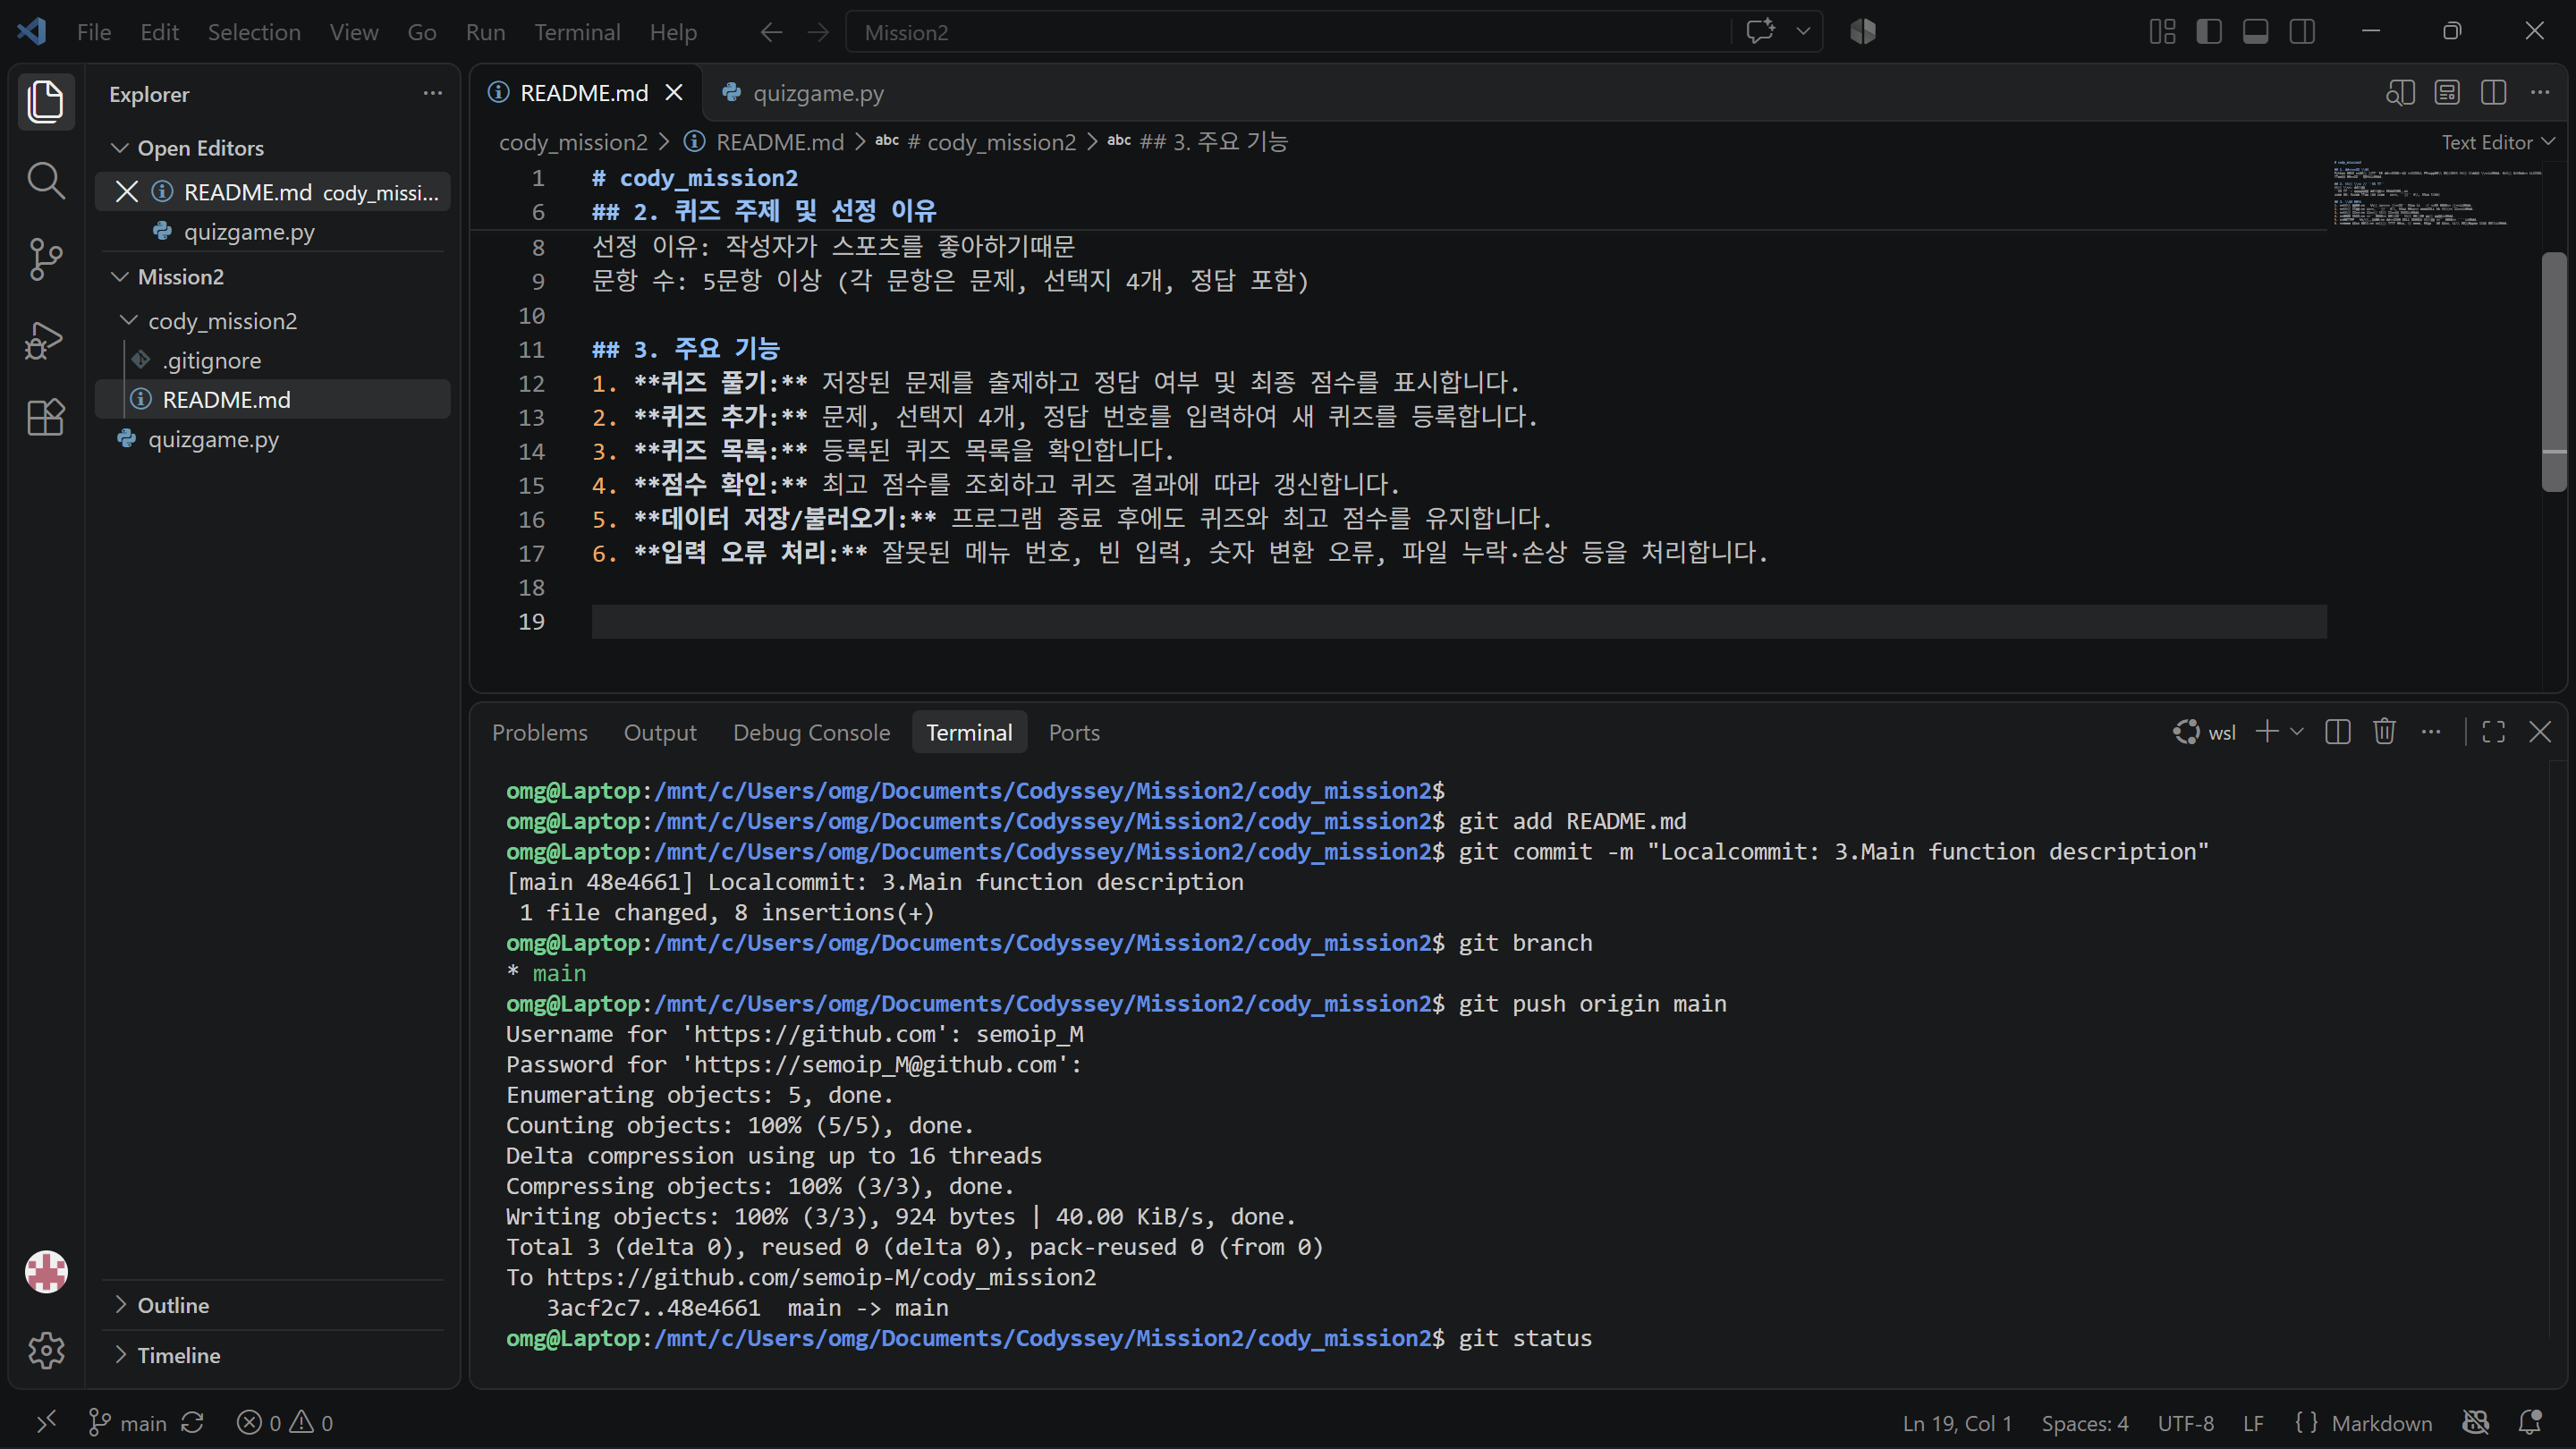 File Edit Selection View Go Run Terminal Help
Mission2
Explorer
Open Editors
README.md cody_missi...
quizgame.py
Mission2
cody_mission2
.gitignore
README.md
quizgame.py
Outline
Timeline
README.md
quizgame.py
cody_mission2 > README.md > abc # cody_mission2 > abc ## 3. 주요 기능
Text Editor
1 # cody_mission2
6 ## 2. 퀴즈 주제 및 선정 이유
8 선정 이유: 작성자가 스포츠를 좋아하기때문
9 문항 수: 5문항 이상 (각 문항은 문제, 선택지 4개, 정답 포함)
10
11 ## 3. 주요 기능
12 1. **퀴즈 풀기:** 저장된 문제를 출제하고 정답 여부 및 최종 점수를 표시합니다.
13 2. **퀴즈 추가:** 문제, 선택지 4개, 정답 번호를 입력하여 새 퀴즈를 등록합니다.
14 3. **퀴즈 목록:** 등록된 퀴즈 목록을 확인합니다.
15 4. **점수 확인:** 최고 점수를 조회하고 퀴즈 결과에 따라 갱신합니다.
16 5. **데이터 저장/불러오기:** 프로그램 종료 후에도 퀴즈와 최고 점수를 유지합니다.
17 6. **입력 오류 처리:** 잘못된 메뉴 번호, 빈 입력, 숫자 변환 오류, 파일 누락·손상 등을 처리합니다.
18
19
Problems Output Debug Console Terminal Ports
wsl
omg@Laptop:/mnt/c/Users/omg/Documents/Codyssey/Mission2/cody_mission2$
omg@Laptop:/mnt/c/Users/omg/Documents/Codyssey/Mission2/cody_mission2$ git add README.md
omg@Laptop:/mnt/c/Users/omg/Documents/Codyssey/Mission2/cody_mission2$ git commit -m "Localcommit: 3.Main function description"
[main 48e4661] Localcommit: 3.Main function description
1 file changed, 8 insertions(+)
omg@Laptop:/mnt/c/Users/omg/Documents/Codyssey/Mission2/cody_mission2$ git branch
* main
omg@Laptop:/mnt/c/Users/omg/Documents/Codyssey/Mission2/cody_mission2$ git push origin main
Username for 'https://github.com': semoip_M
Password for 'https://semoip_M@github.com':
Enumerating objects: 5, done.
Counting objects: 100% (5/5), done.
Delta compression using up to 16 threads
Compressing objects: 100% (3/3), done.
Writing objects: 100% (3/3), 924 bytes | 40.00 KiB/s, done.
Total 3 (delta 0), reused 0 (delta 0), pack-reused 0 (from 0)
To https://github.com/semoip-M/cody_mission2
3acf2c7..48e4661 main -> main
omg@Laptop:/mnt/c/Users/omg/Documents/Codyssey/Mission2/cody_mission2$ git status
main 0 0
Ln 19, Col 1 Spaces: 4 UTF-8 LF {} Markdown